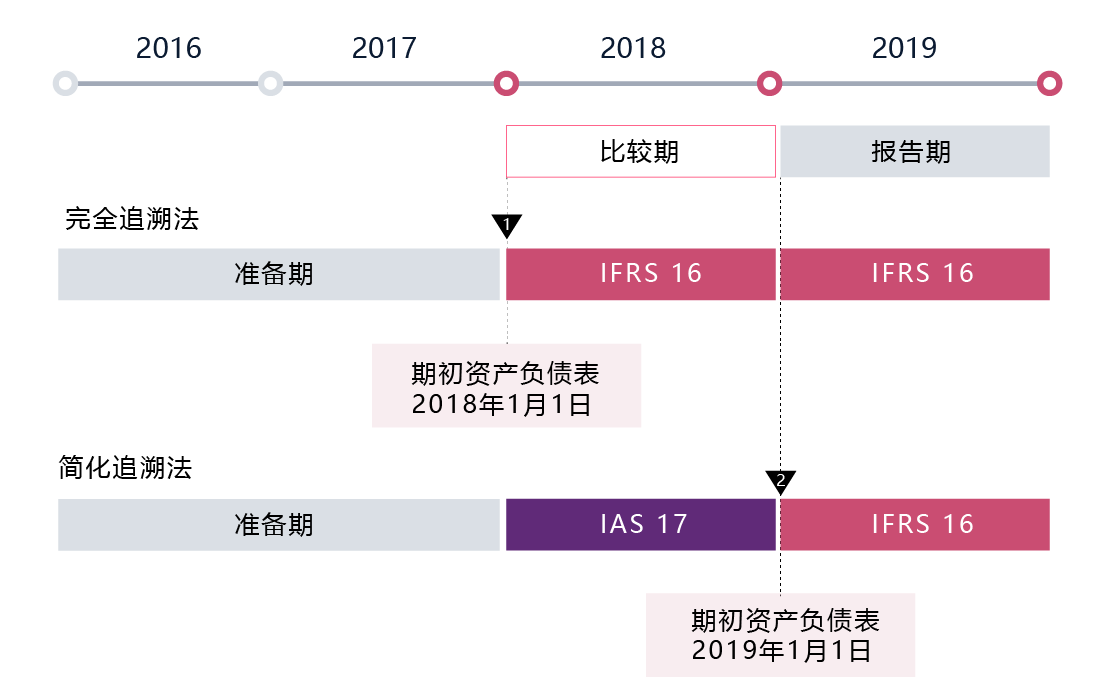 2016
2017
2018
2019
比较期
报告期
完全追溯法
1
准备期
IFRS 16
IFRS 16
期初资产负债表
2018年1月1日
简化追溯法
2
准备期
IAS 17
IFRS 16
期初资产负债表
2019年1月1日